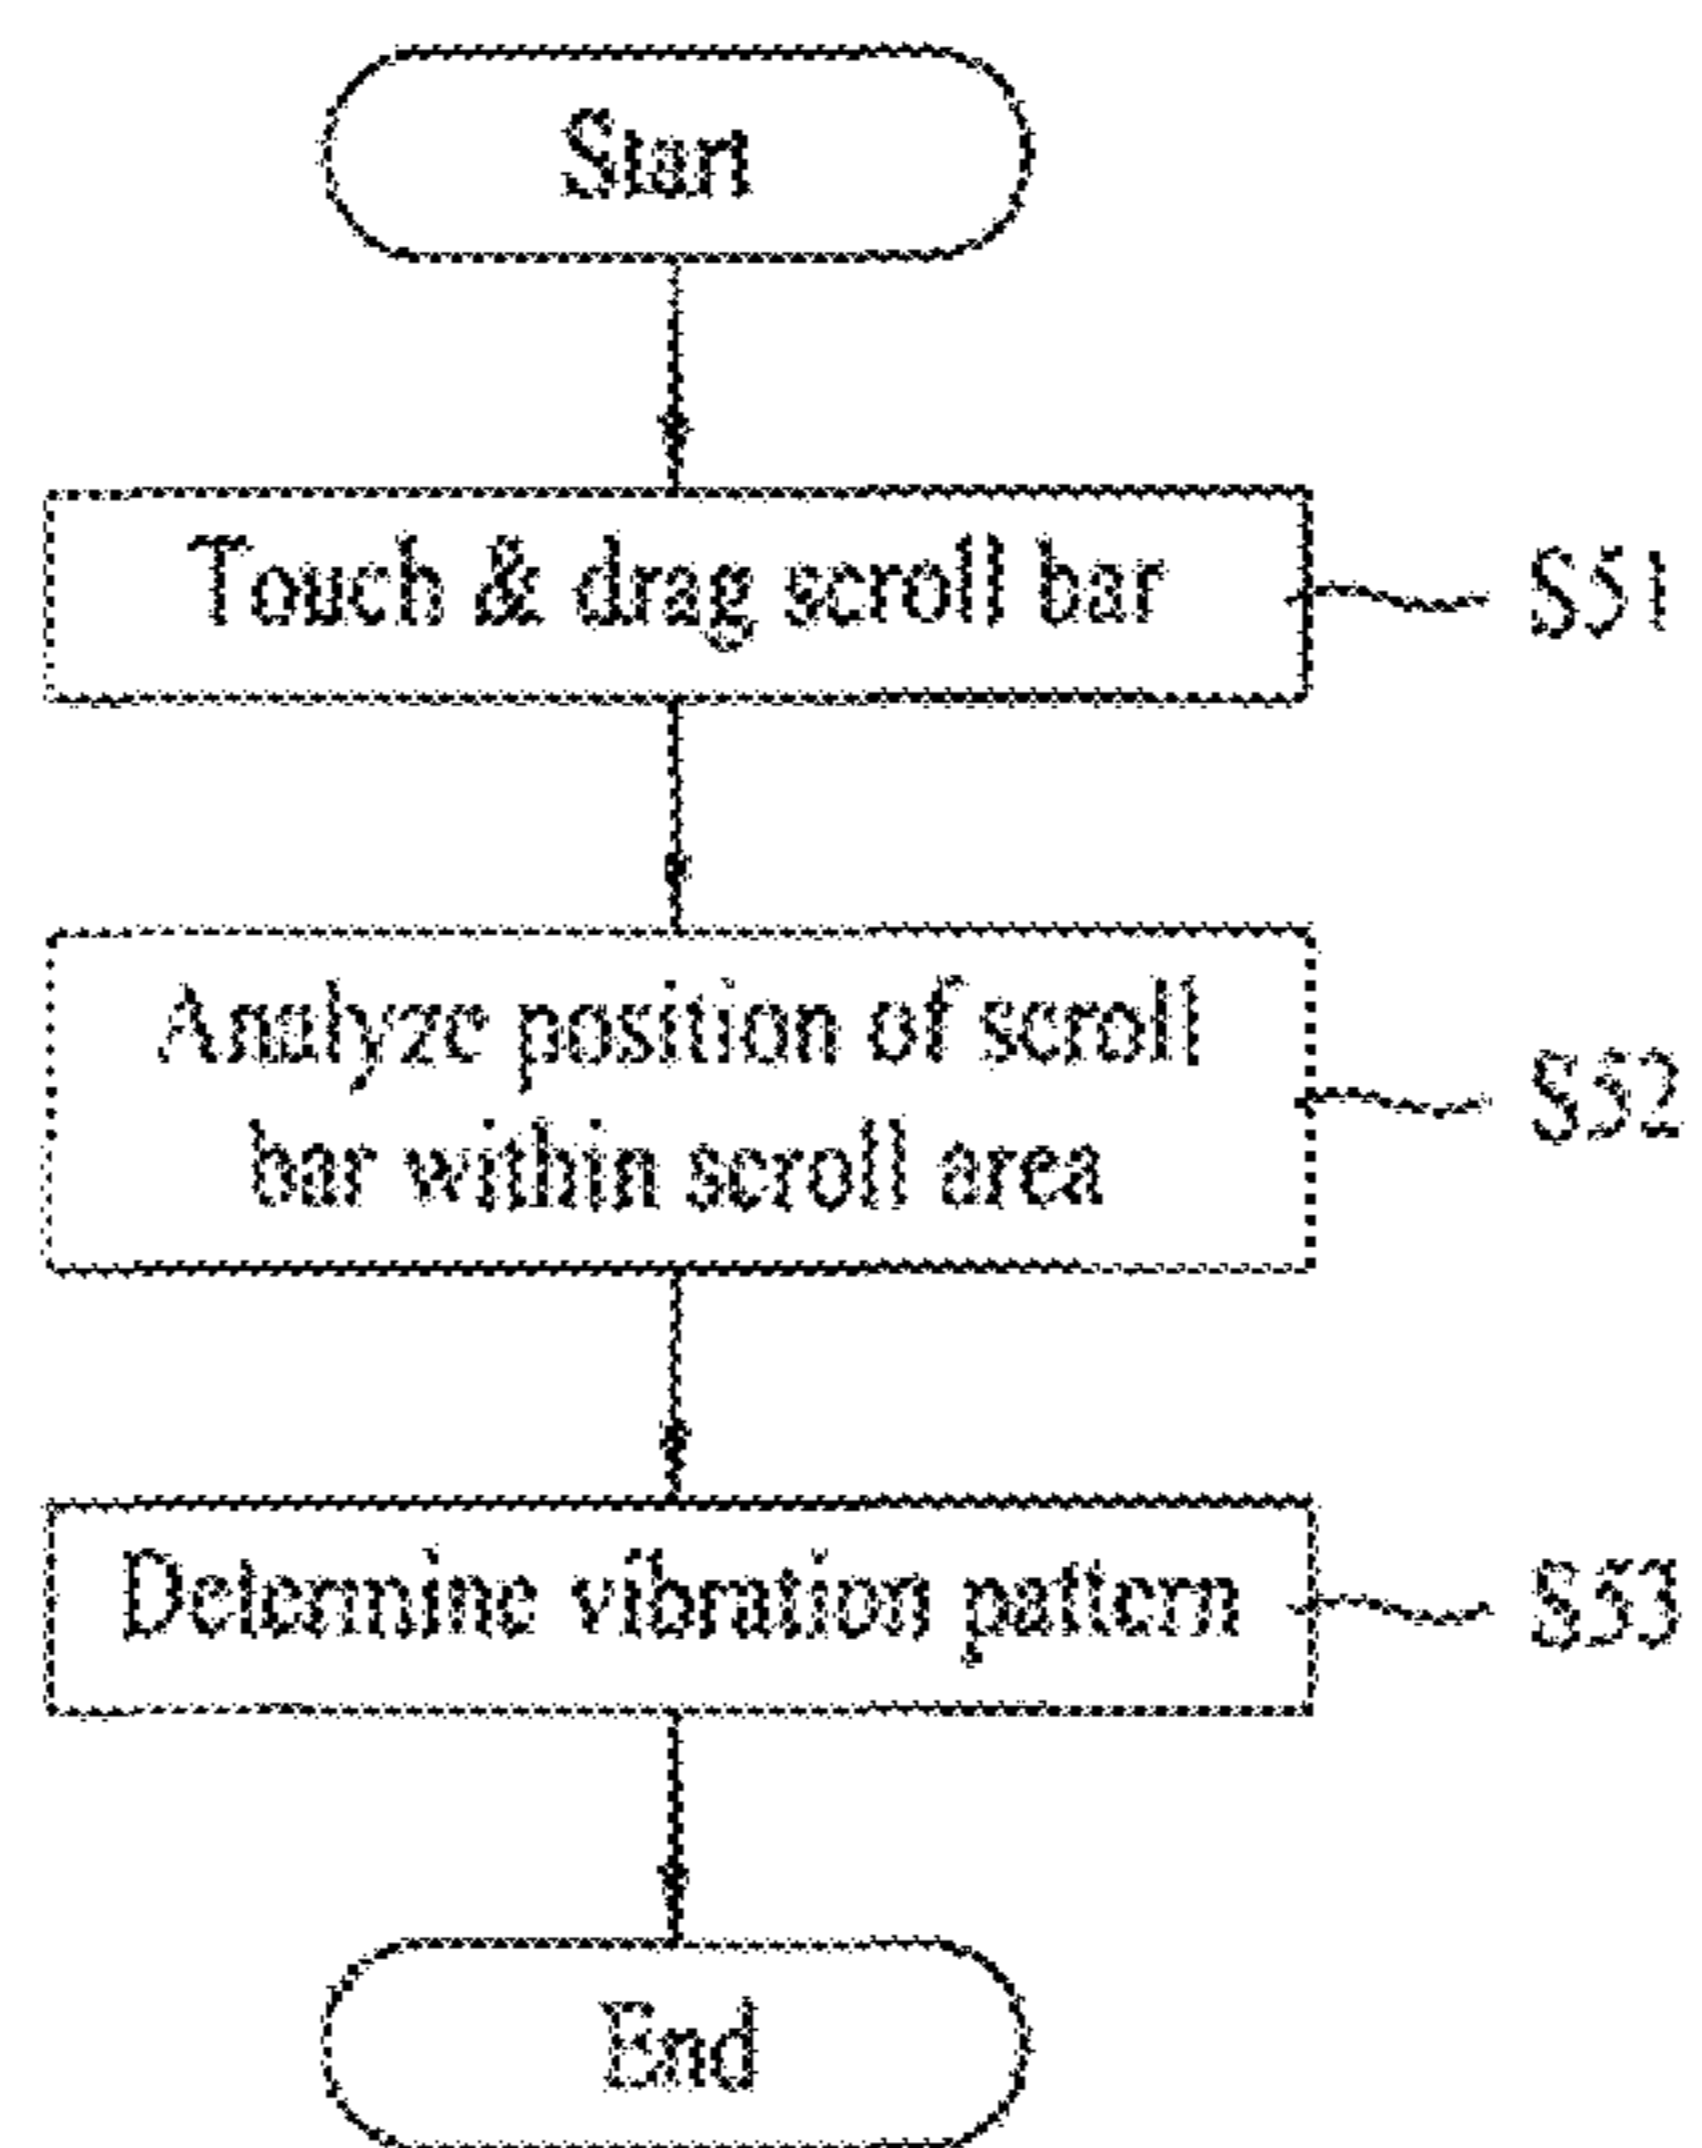 Start
Touch & drag scroll bar
S51
Analyze position of scroll
bar within scroll area
S52
Determine vibration pattern
S53
End